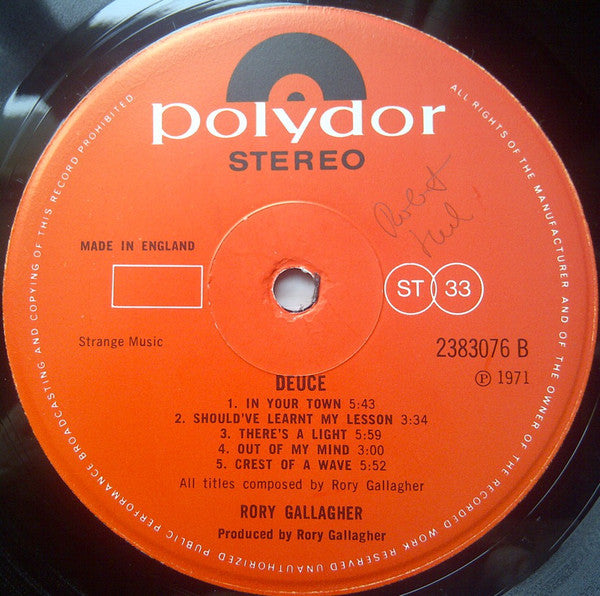 polydor
STEREO
Robert
MADE IN ENGLAND
ST 33
Strange Music
2383076 B
Ⓟ 1971
DEUCE
1. IN YOUR TOWN 5:43
2. SHOULD'VE LEARNT MY LESSON 3:34
3. THERE'S A LIGHT 5:59
4. OUT OF MY MIND 3:00
5. CREST OF A WAVE 5:52
All titles composed by Rory Gallagher
RORY GALLAGHER
Produced by Rory Gallagher
ALL RIGHTS OF THE MANUFACTURER AND OF THE OWNER OF THE RECORDED WORK RESERVED UNAUTHORIZED PUBLIC PERFORMANCE BROADCASTING AND COPYING OF THIS RECORD PROHIBITED